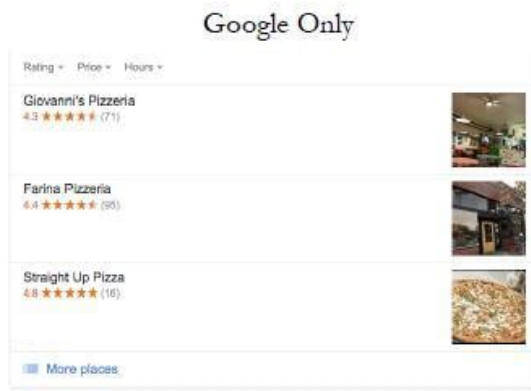 Google Only
Rating Price Hours
Giovanni's Pizzeria
4.3 (71)
Farina Pizzeria
4.4 (95)
Straight Up Pizza
4.8 (16)
More places